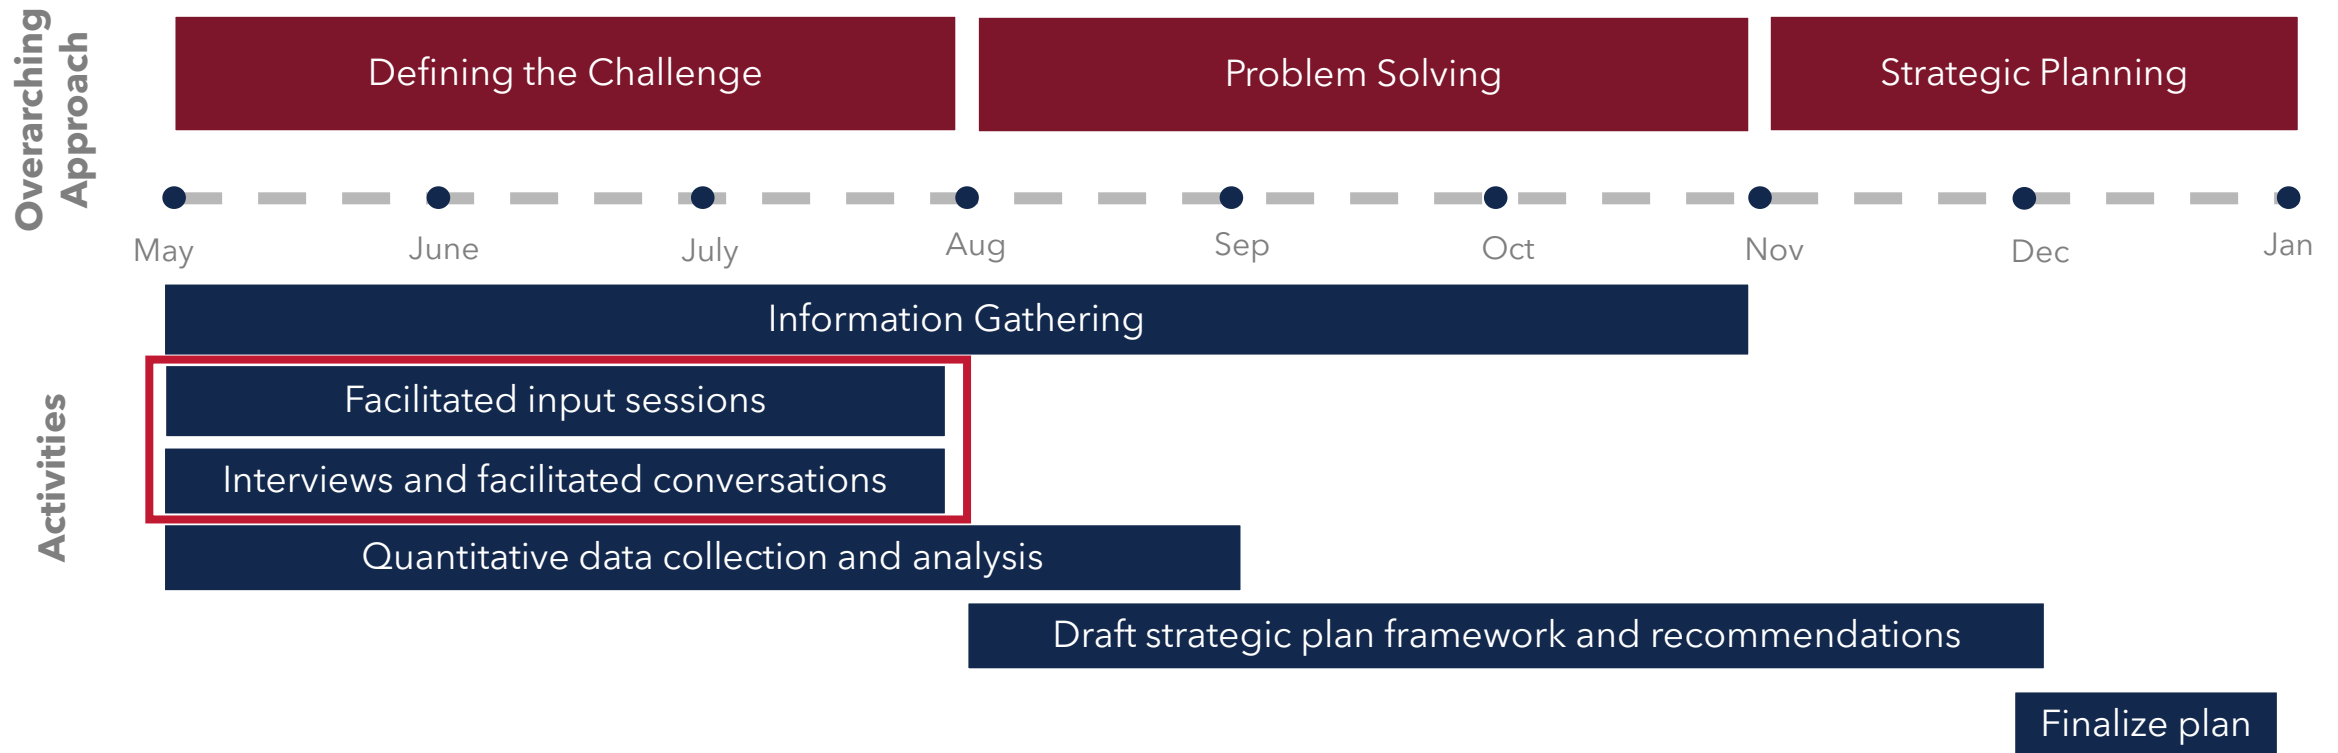 Overarching
Approach
Defining the Challenge
Problem Solving
Strategic Planning
May
June
July
Aug
Sep
Oct
Nov
Dec
Jan
Activities
Information Gathering
Facilitated input sessions
Interviews and facilitated conversations
Quantitative data collection and analysis
Draft strategic plan framework and recommendations
Finalize plan